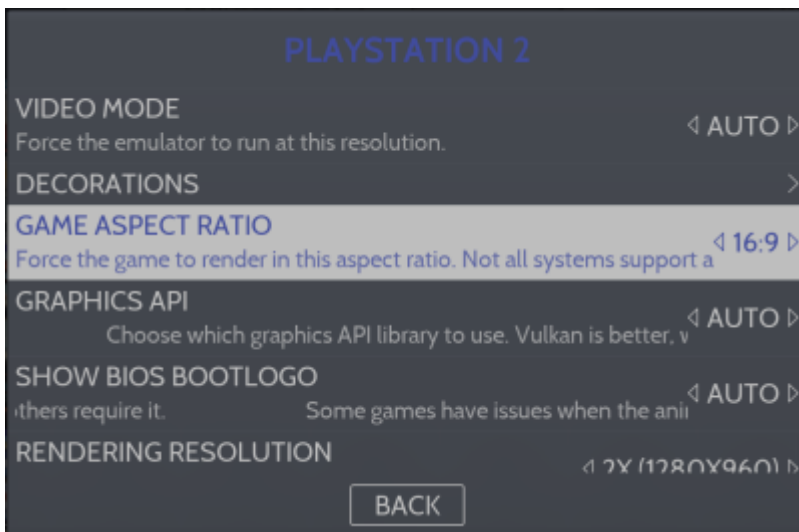 PLAYSTATION 2
VIDEO MODE
Force the emulator to run at this resolution.
◁ AUTO ▷
DECORATIONS
GAME ASPECT RATIO
Force the game to render in this aspect ratio. Not all systems support a
◁ 16:9 ▷
GRAPHICS API
Choose which graphics API library to use. Vulkan is better,
◁ AUTO ▷
SHOW BIOS BOOTLOGO
require it. Some games have issues when the
◁ AUTO ▷
RENDERING RESOLUTION
◁ 2X (1280X960) ▷
BACK